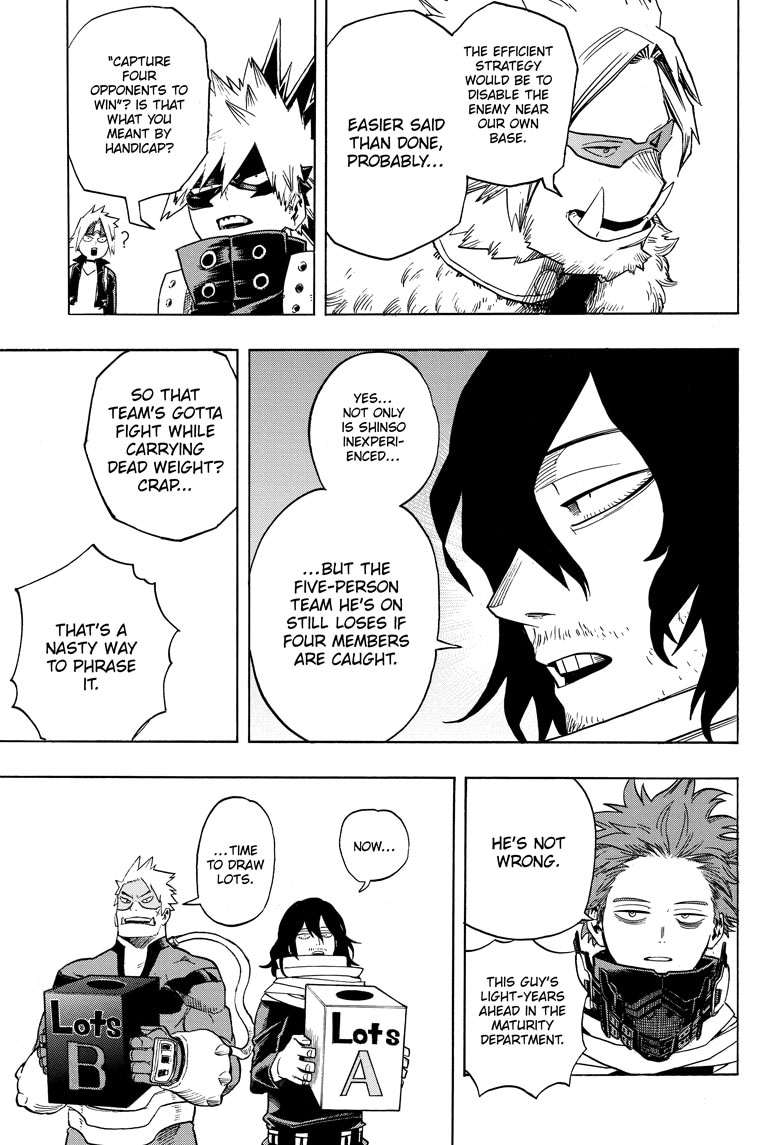 THE EFFICIENT
STRATEGY
WOULD BE TO
DISABLE THE
ENEMY NEAR
OUR OWN
BASE.
EASIER SAID
THAN DONE,
PROBABLY...
"CAPTURE
FOUR
OPPONENTS TO
WIN"? IS THAT
WHAT YOU
MEANT BY
HANDICAP?
?
YES...
NOT ONLY
IS SHINSO
INEXPERI-
ENCED...
...BUT THE
FIVE-PERSON
TEAM HE'S ON
STILL LOSES IF
FOUR MEMBERS
ARE CAUGHT.
SO THAT
TEAM'S GOTTA
FIGHT WHILE
CARRYING
DEAD WEIGHT?
CRAP...
THAT'S A
NASTY WAY
TO PHRASE
IT.
HE'S NOT
WRONG.
THIS GUY'S
LIGHT-YEARS
AHEAD IN THE
MATURITY
DEPARTMENT.
NOW...
...TIME
TO DRAW
LOTS.
Lots
A
Lots
B